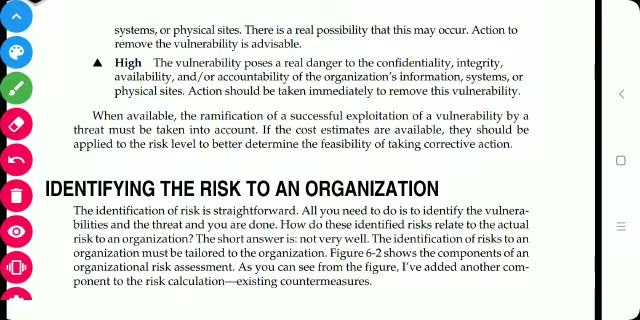 systems, or physical sites. There is a real possibility that this may occur. Action to
remove the vulnerability is advisable.
▲ High The vulnerability poses a real danger to the confidentiality, integrity,
availability, and/or accountability of the organization's information, systems, or
physical sites. Action should be taken immediately to remove this vulnerability.
When available, the ramification of a successful exploitation of a vulnerability by a
threat must be taken into account. If the cost estimates are available, they should be
applied to the risk level to better determine the feasibility of taking corrective action.
IDENTIFYING THE RISK TO AN ORGANIZATION
The identification of risk is straightforward. All you need to do is to identify the vulnera-
bilities and the threat and you are done. How do these identified risks relate to the actual
risk to an organization? The short answer is: not very well. The identification of risks to an
organization must be tailored to the organization. Figure 6-2 shows the components of an
organizational risk assessment. As you can see from the figure, I've added another com-
ponent to the risk calculation—existing countermeasures.